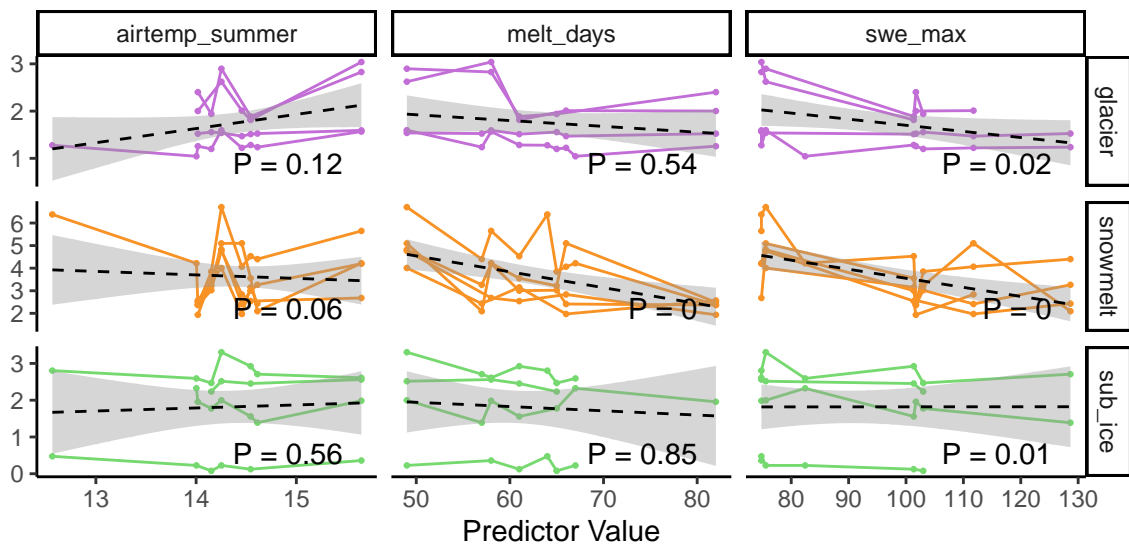 airtemp_summer melt_days swe_max
3
2
1
P = 0.12 P = 0.54 P = 0.02
glacier
6
5
4
3
2
P = 0.06 P = 0 P = 0
snowmelt
3
2
1
0
P = 0.56 P = 0.85 P = 0.01
sub_ice
13 14 15 50 60 70 80 80 90 100 110 120 130
Predictor Value